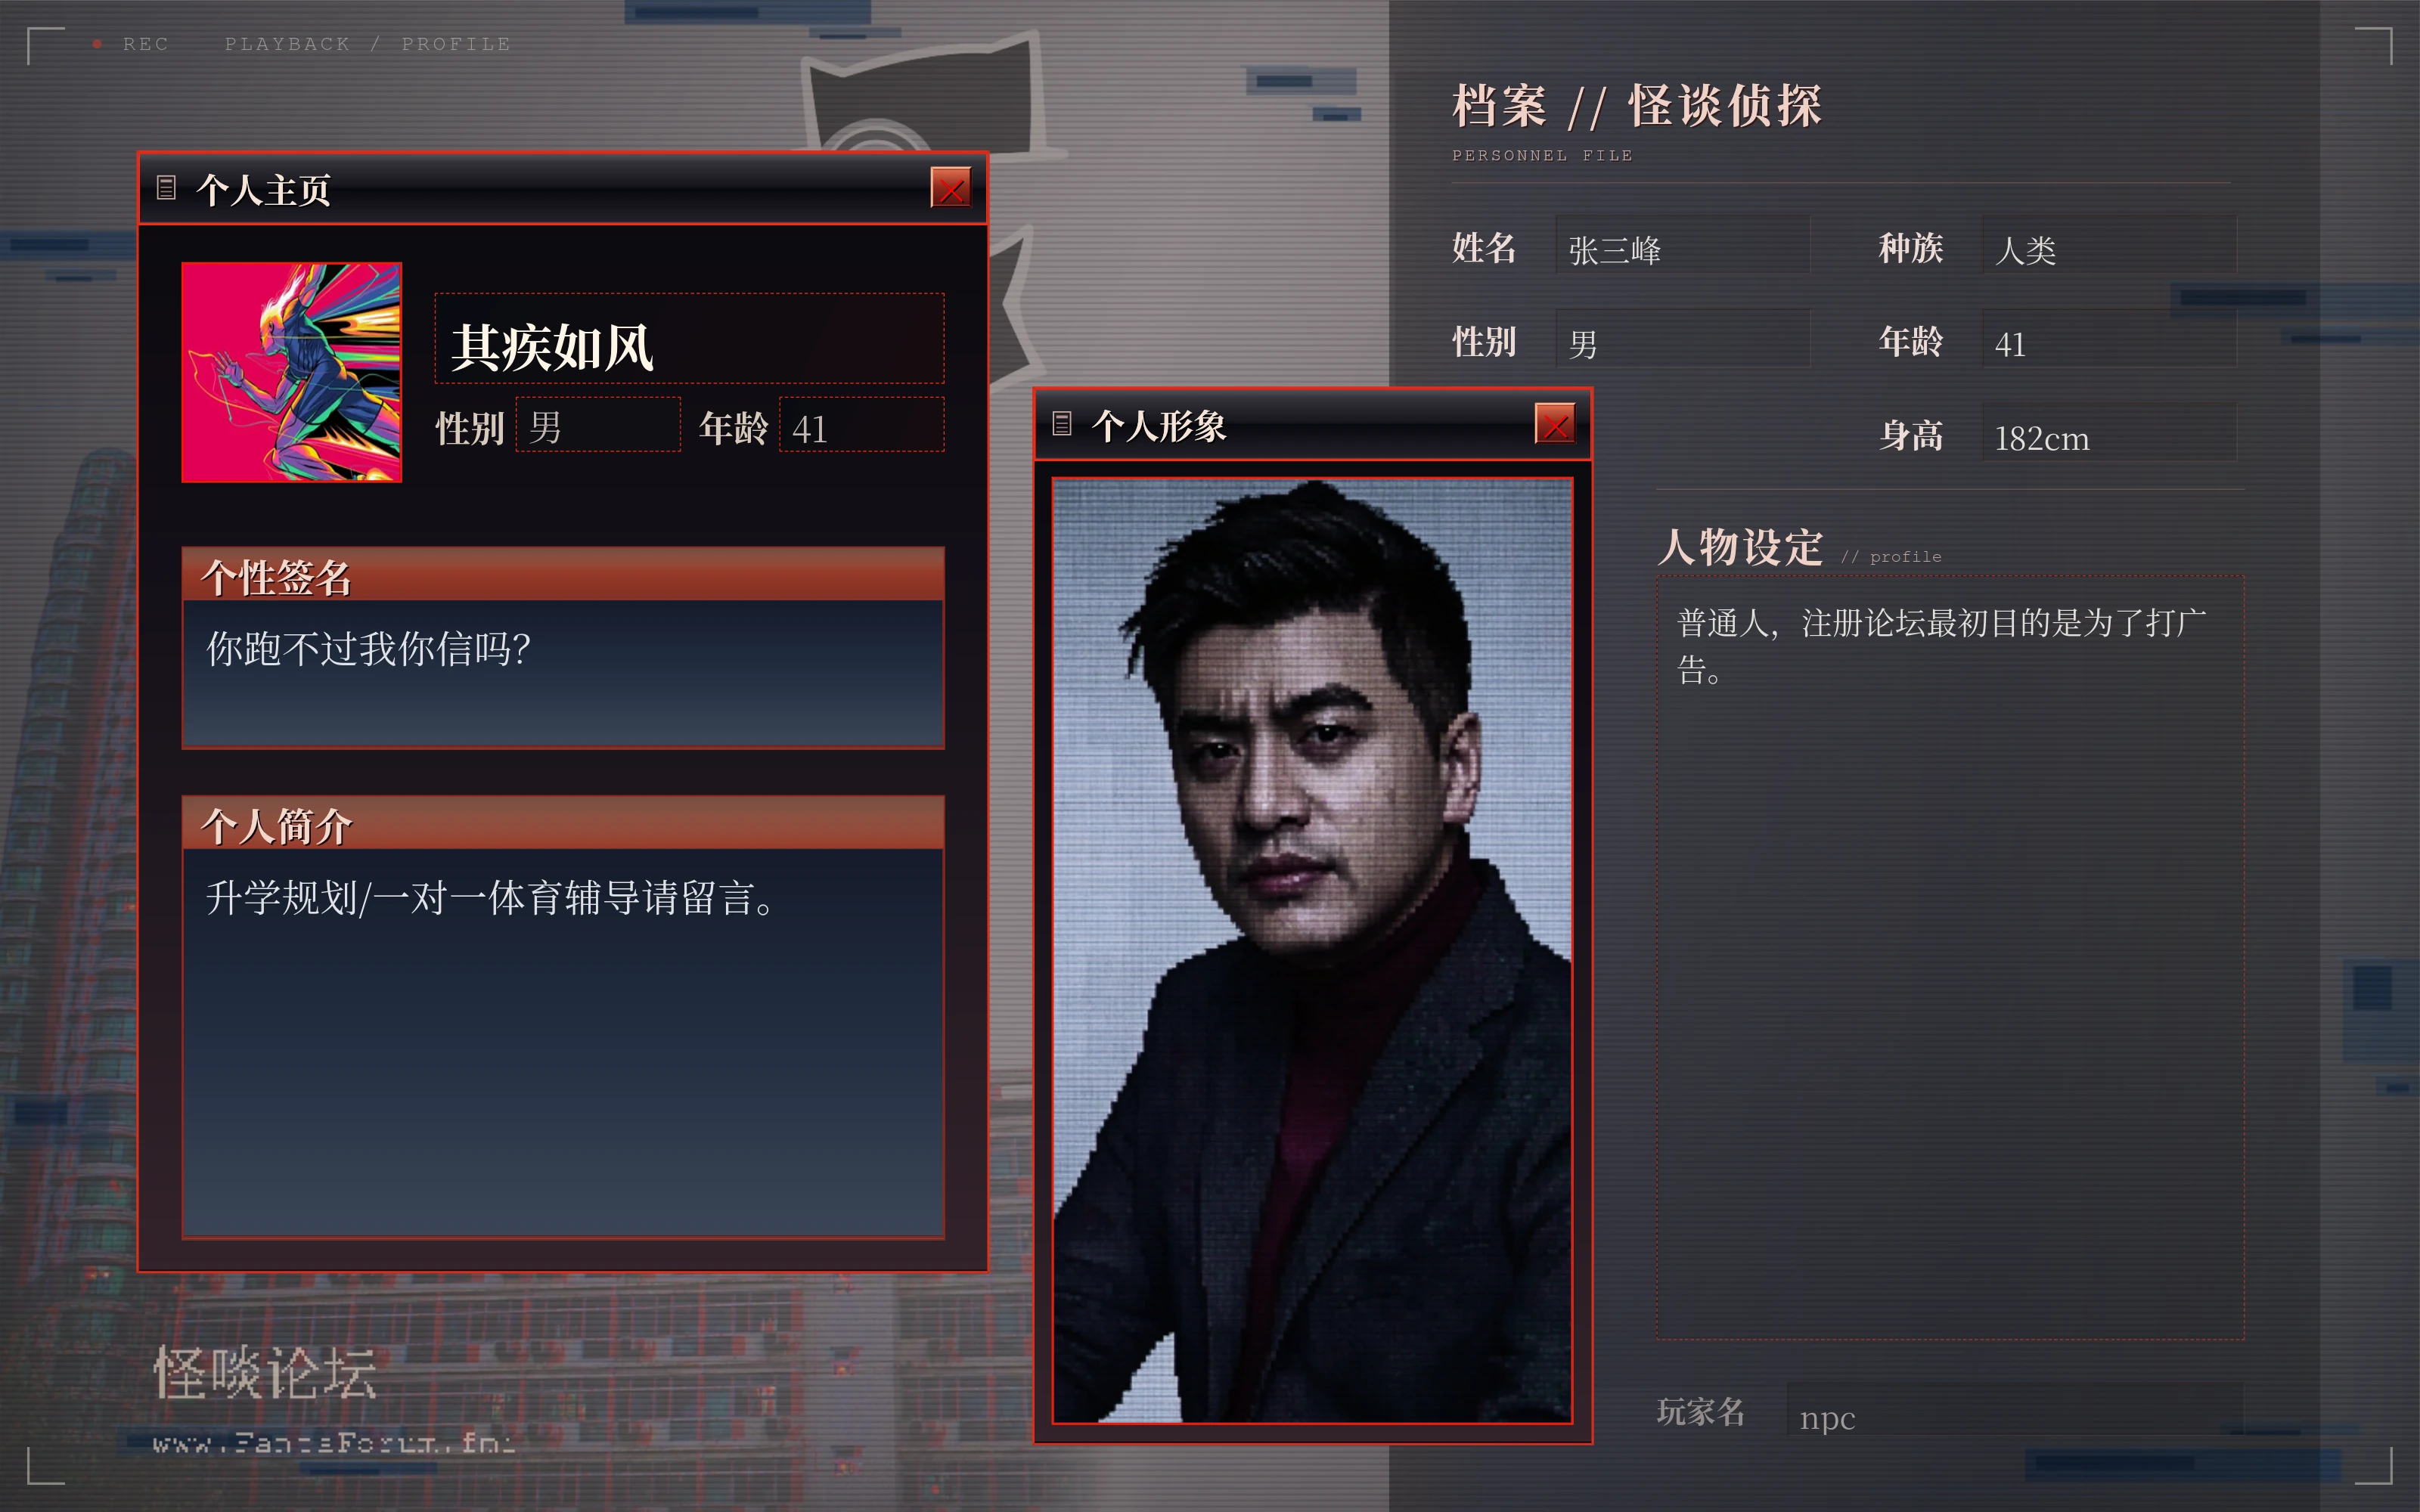 REC PLAYBACK / PROFILE
个人主页
其疾如风
性别 男 年龄 41
个性签名
你跑不过我你信吗？
个人简介
升学规划/一对一体育辅导请留言。
怪啖论坛
个人形象
档案 // 怪谈侦探
PERSONNEL FILE
姓名 张三峰 种族 人类
性别 男 年龄 41
身高 182cm
人物设定 // profile
普通人，注册论坛最初目的是为了打广
告。
玩家名 npc